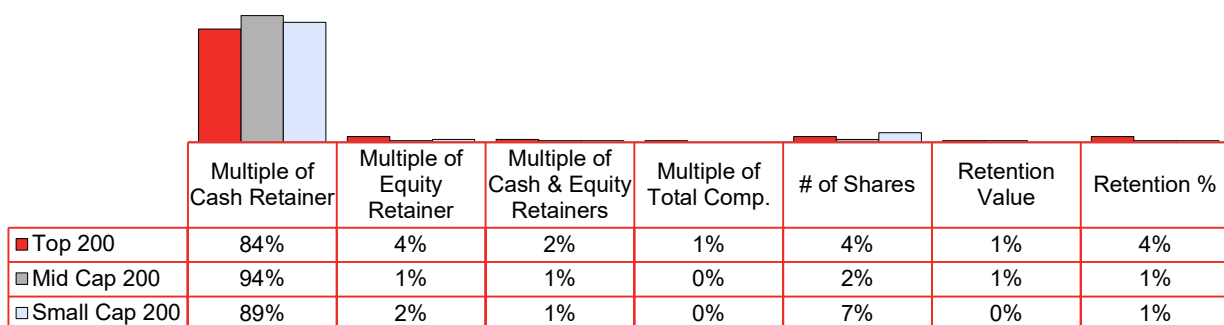 Multiple of
Cash Retainer
Multiple of
Equity
Retainer
Multiple of
Cash & Equity
Retainers
Multiple of
Total Comp.
# of Shares
Retention
Value
Retention %
Top 200 84% 4% 2% 1% 4% 1% 4%
Mid Cap 200 94% 1% 1% 0% 2% 1% 1%
Small Cap 200 89% 2% 1% 0% 7% 0% 1%